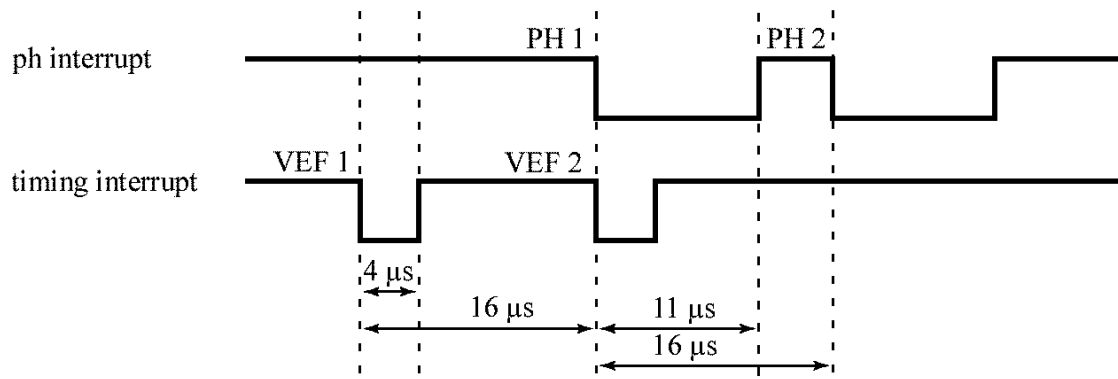 PH 1 PH 2
ph interrupt
VEF 1 VEF 2
timing interrupt
4 µs
16 µs 11 µs
16 µs